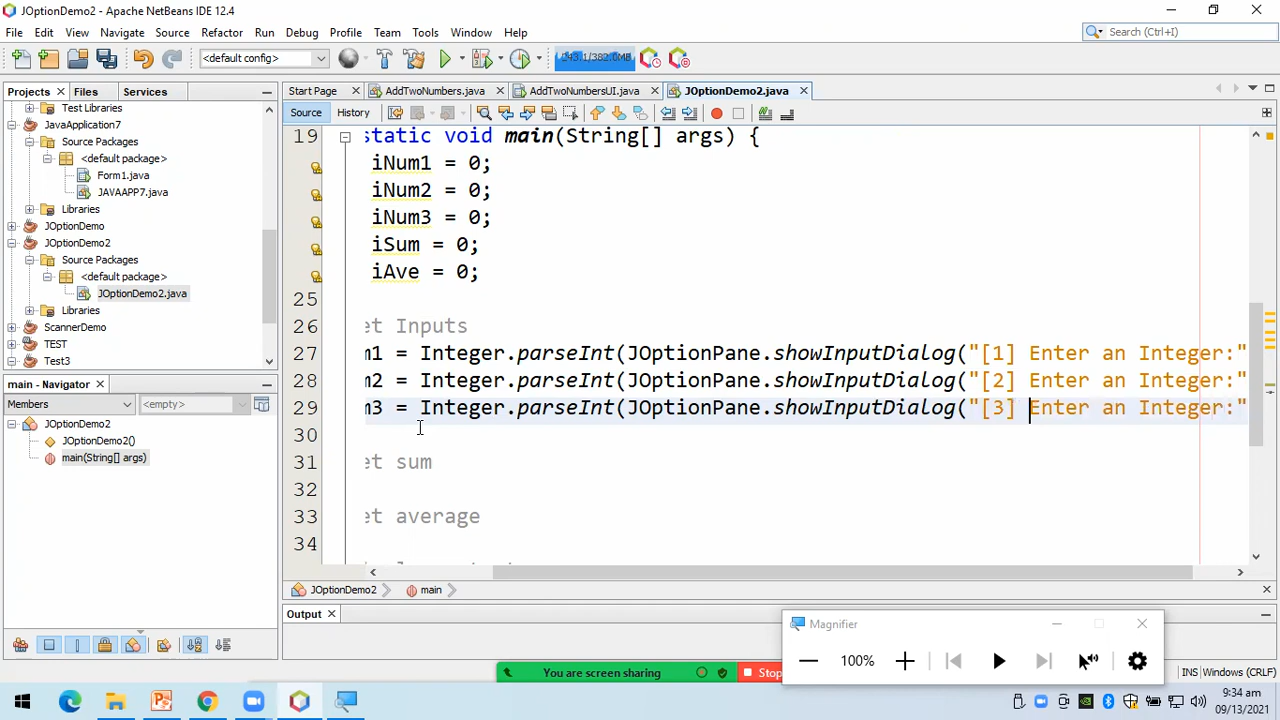 JOptionDemo2 - Apache NetBeans IDE 12.4
File Edit View Navigate Source Refactor Run Debug Profile Team Tools Window Help
Search (Ctrl+I)
<default config>
243.1/382.0MB
Projects Files Services
Start Page AddTwoNumbers.java AddTwoNumbersUI.java JOptionDemo2.java
Source History
Test Libraries
JavaApplication7
Source Packages
<default package>
Form1.java
JAVAAPP7.java
Libraries
JOptionDemo
JOptionDemo2
Source Packages
<default package>
JOptionDemo2.java
Libraries
ScannerDemo
TEST
Test3
19 static void main(String[] args) {
iNum1 = 0;
iNum2 = 0;
iNum3 = 0;
iSum = 0;
iAve = 0;
25
26 et Inputs
27 m1 = Integer.parseInt(JOptionPane.showInputDialog("[1] Enter an Integer:"
28 m2 = Integer.parseInt(JOptionPane.showInputDialog("[2] Enter an Integer:"
29 m3 = Integer.parseInt(JOptionPane.showInputDialog("[3] Enter an Integer:"
30
31 et sum
32
33 et average
34
main - Navigator
Members <empty>
JOptionDemo2
JOptionDemo2()
main(String[] args)
JOptionDemo2 main
Output
Magnifier
100%
You are screen sharing Stop
INS Windows (CRLF)
9:34 am
09/13/2021